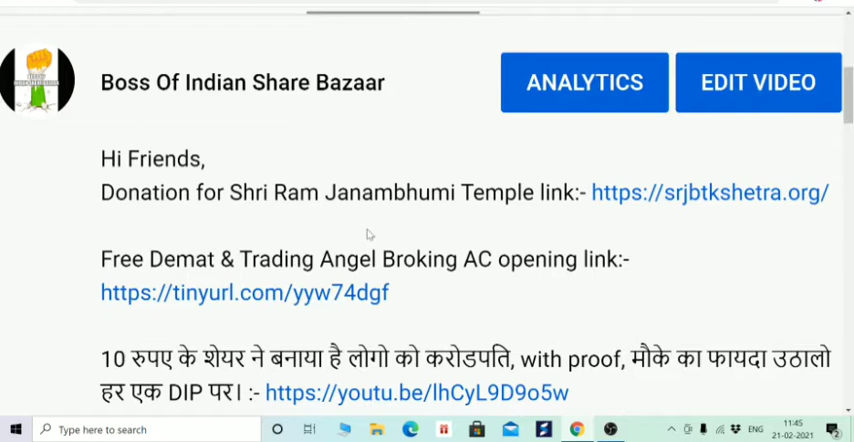 Boss Of Indian Share Bazaar
ANALYTICS
EDIT VIDEO
Hi Friends,
Donation for Shri Ram Janambhumi Temple link:- https://srjbtkshetra.org/
Free Demat & Trading Angel Broking AC opening link:-
https://tinyurl.com/yyw74dgf
10 रुपए के शेयर ने बनाया है लोगो को करोडपति, with proof, मौके का फायदा उठालो
हर एक DIP पर। :- https://youtu.be/lhCyL9D9o5w
Type here to search
ENG
11:45
21-02-2021
2